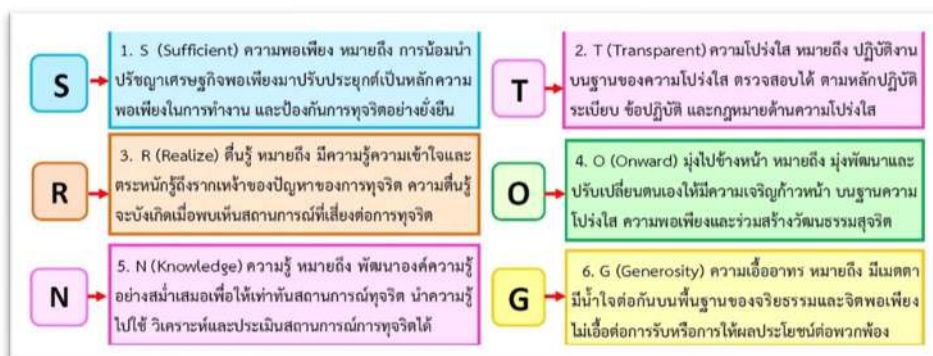 S
1. S (Sufficient) ความพอเพียง หมายถึง การน้อมนำ
ปรัชญาเศรษฐกิจพอเพียงมาปรับประยุกต์เป็นหลักความ
พอเพียงในการทำงาน และป้องกันการทุจริตอย่างยั่งยืน
T
2. T (Transparent) ความโปร่งใส หมายถึง ปฏิบัติงาน
บนฐานของความโปร่งใส ตรวจสอบได้ ตามหลักปฏิบัติ
ระเบียบ ข้อปฏิบัติ และกฎหมายด้านความโปร่งใส
R
3. R (Realize) ตื่นรู้ หมายถึง มีความรู้ความเข้าใจและ
ตระหนักรู้ถึงรากเหง้าของปัญหาของการทุจริต ความตื่นรู้
จะบังเกิดเมื่อพบเห็นสถานการณ์ที่เสี่ยงต่อการทุจริต
O
4. O (Onward) มุ่งไปข้างหน้า หมายถึง มุ่งพัฒนาและ
ปรับเปลี่ยนตนเองให้มีความเจริญก้าวหน้า บนฐานความ
โปร่งใส ความพอเพียงและร่วมสร้างวัฒนธรรมสุจริต
N
5. N (Knowledge) ความรู้ หมายถึง พัฒนาองค์ความรู้
อย่างสม่ำเสมอเพื่อให้เท่าทันสถานการณ์ทุจริต นำความรู้
ไปใช้ วิเคราะห์และประเมินสถานการณ์การทุจริตได้
G
6. G (Generosity) ความเอื้ออาทร หมายถึง มีเมตตา
มีน้ำใจต่อกันบนพื้นฐานของจริยธรรมและจิตพอเพียง
ไม่เอื้อต่อการรับหรือการให้ผลประโยชน์ต่อพวกพ้อง